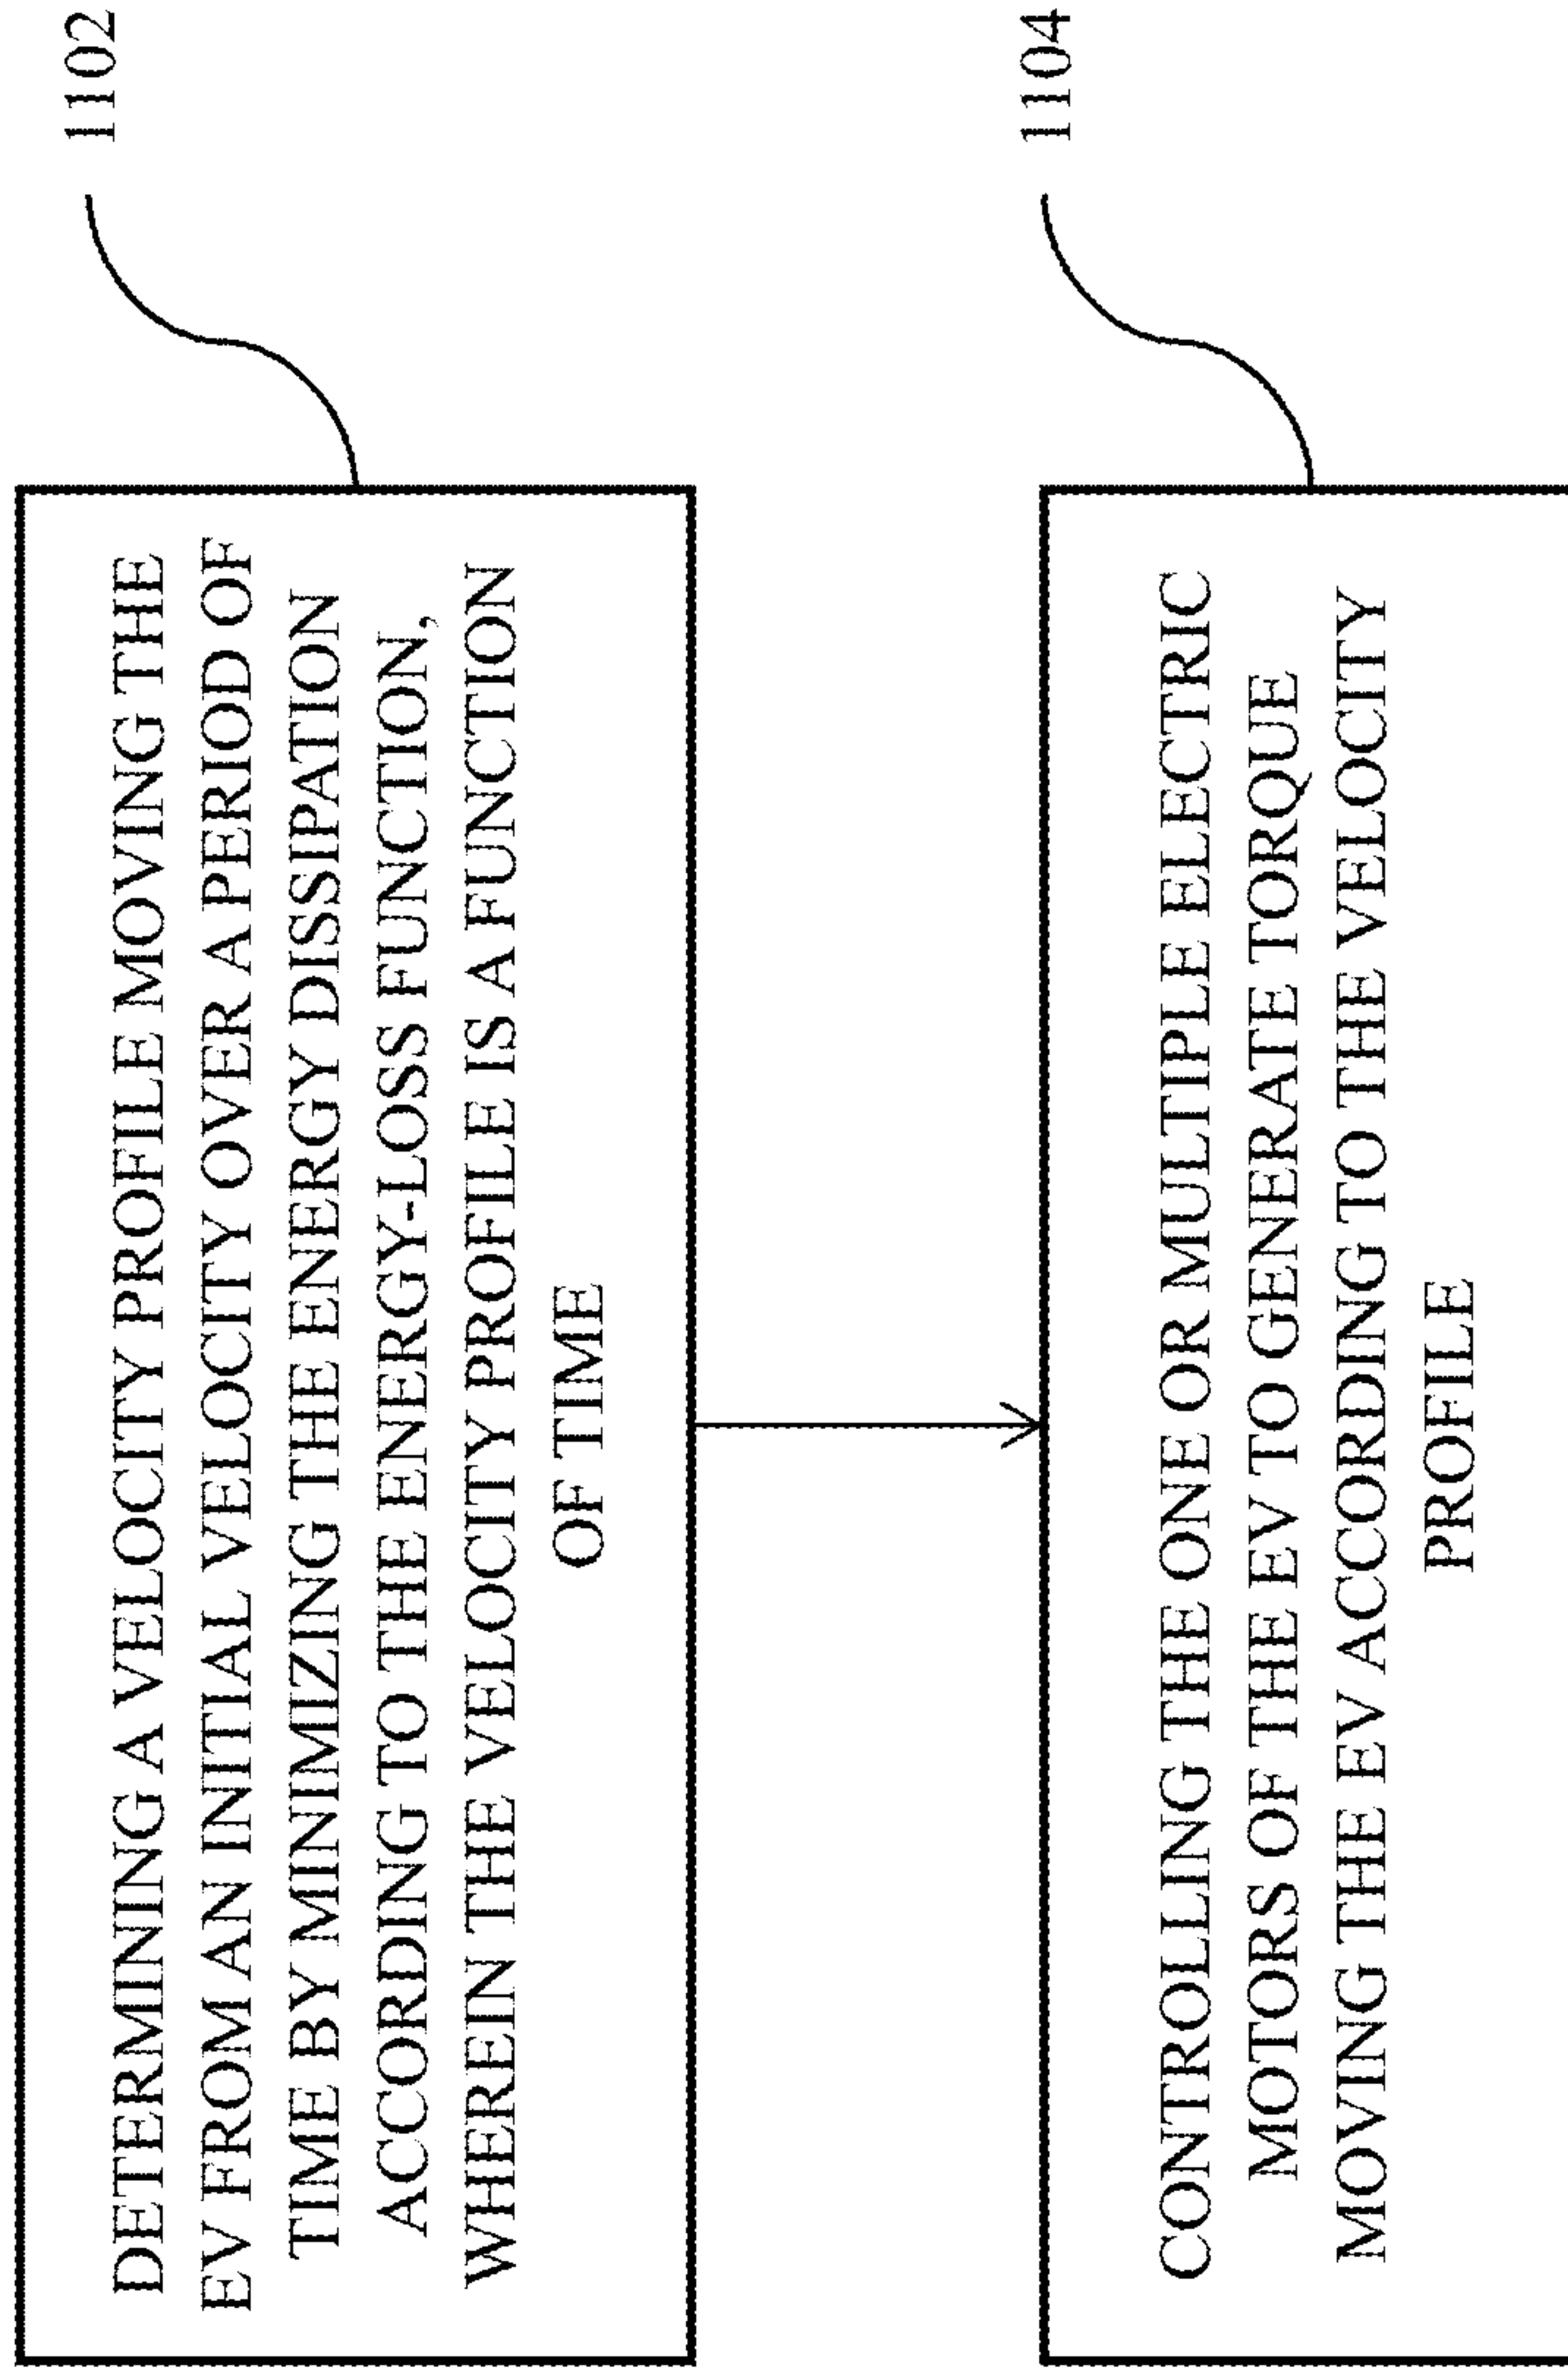 DETERMINING A VELOCITY PROFILE MOVING THE
EV FROM AN INITIAL VELOCITY OVER A PERIOD OF
TIME BY MINIMIZING THE ENERGY DISSIPATION
ACCORDING TO THE ENERGY-LOSS FUNCTION,
WHEREIN THE VELOCITY PROFILE IS A FUNCTION
OF TIME
1102
CONTROLLING THE ONE OR MULTIPLE ELECTRIC
MOTORS OF THE EV TO GENERATE TORQUE
MOVING THE EV ACCORDING TO THE VELOCITY
PROFILE
1104